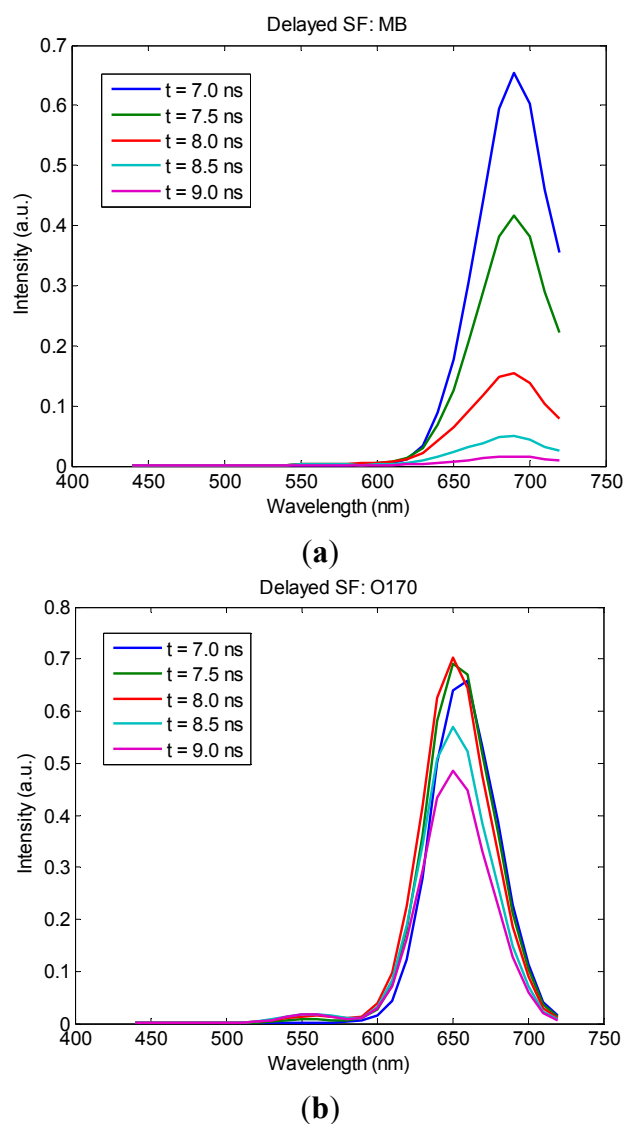 Delayed SF: MB
0.7
0.6
0.5
0.4
0.3
0.2
0.1
0
Intensity (a.u.)
t = 7.0 ns
t = 7.5 ns
t = 8.0 ns
t = 8.5 ns
t = 9.0 ns
400 450 500 550 600 650 700 750
Wavelength (nm)
(a)
Delayed SF: O170
0.8
0.7
0.6
0.5
0.4
0.3
0.2
0.1
0
Intensity (a.u.)
t = 7.0 ns
t = 7.5 ns
t = 8.0 ns
t = 8.5 ns
t = 9.0 ns
400 450 500 550 600 650 700 750
Wavelength (nm)
(b)